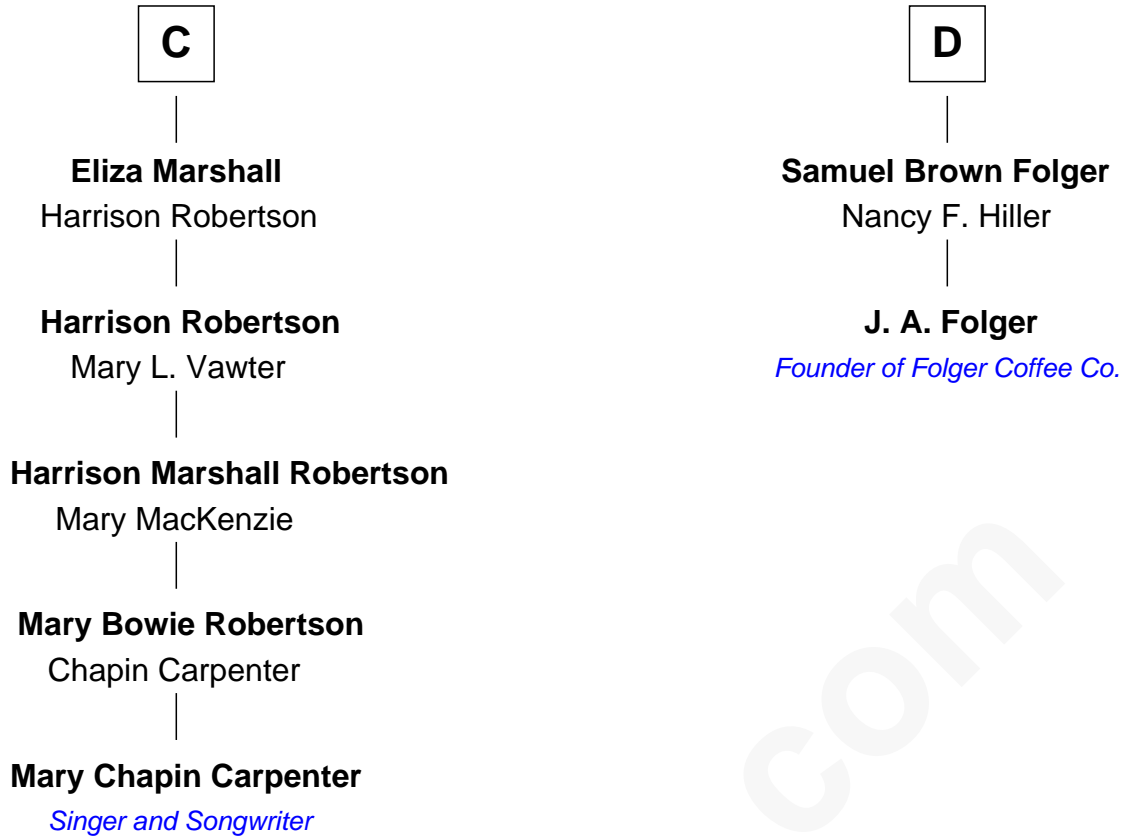 C
Eliza Marshall
Harrison Robertson
Harrison Robertson
Mary L. Vawter
Harrison Marshall Robertson
Mary MacKenzie
Mary Bowie Robertson
Chapin Carpenter
Mary Chapin Carpenter
Singer and Songwriter
D
Samuel Brown Folger
Nancy F. Hiller
J. A. Folger
Founder of Folger Coffee Co.
com